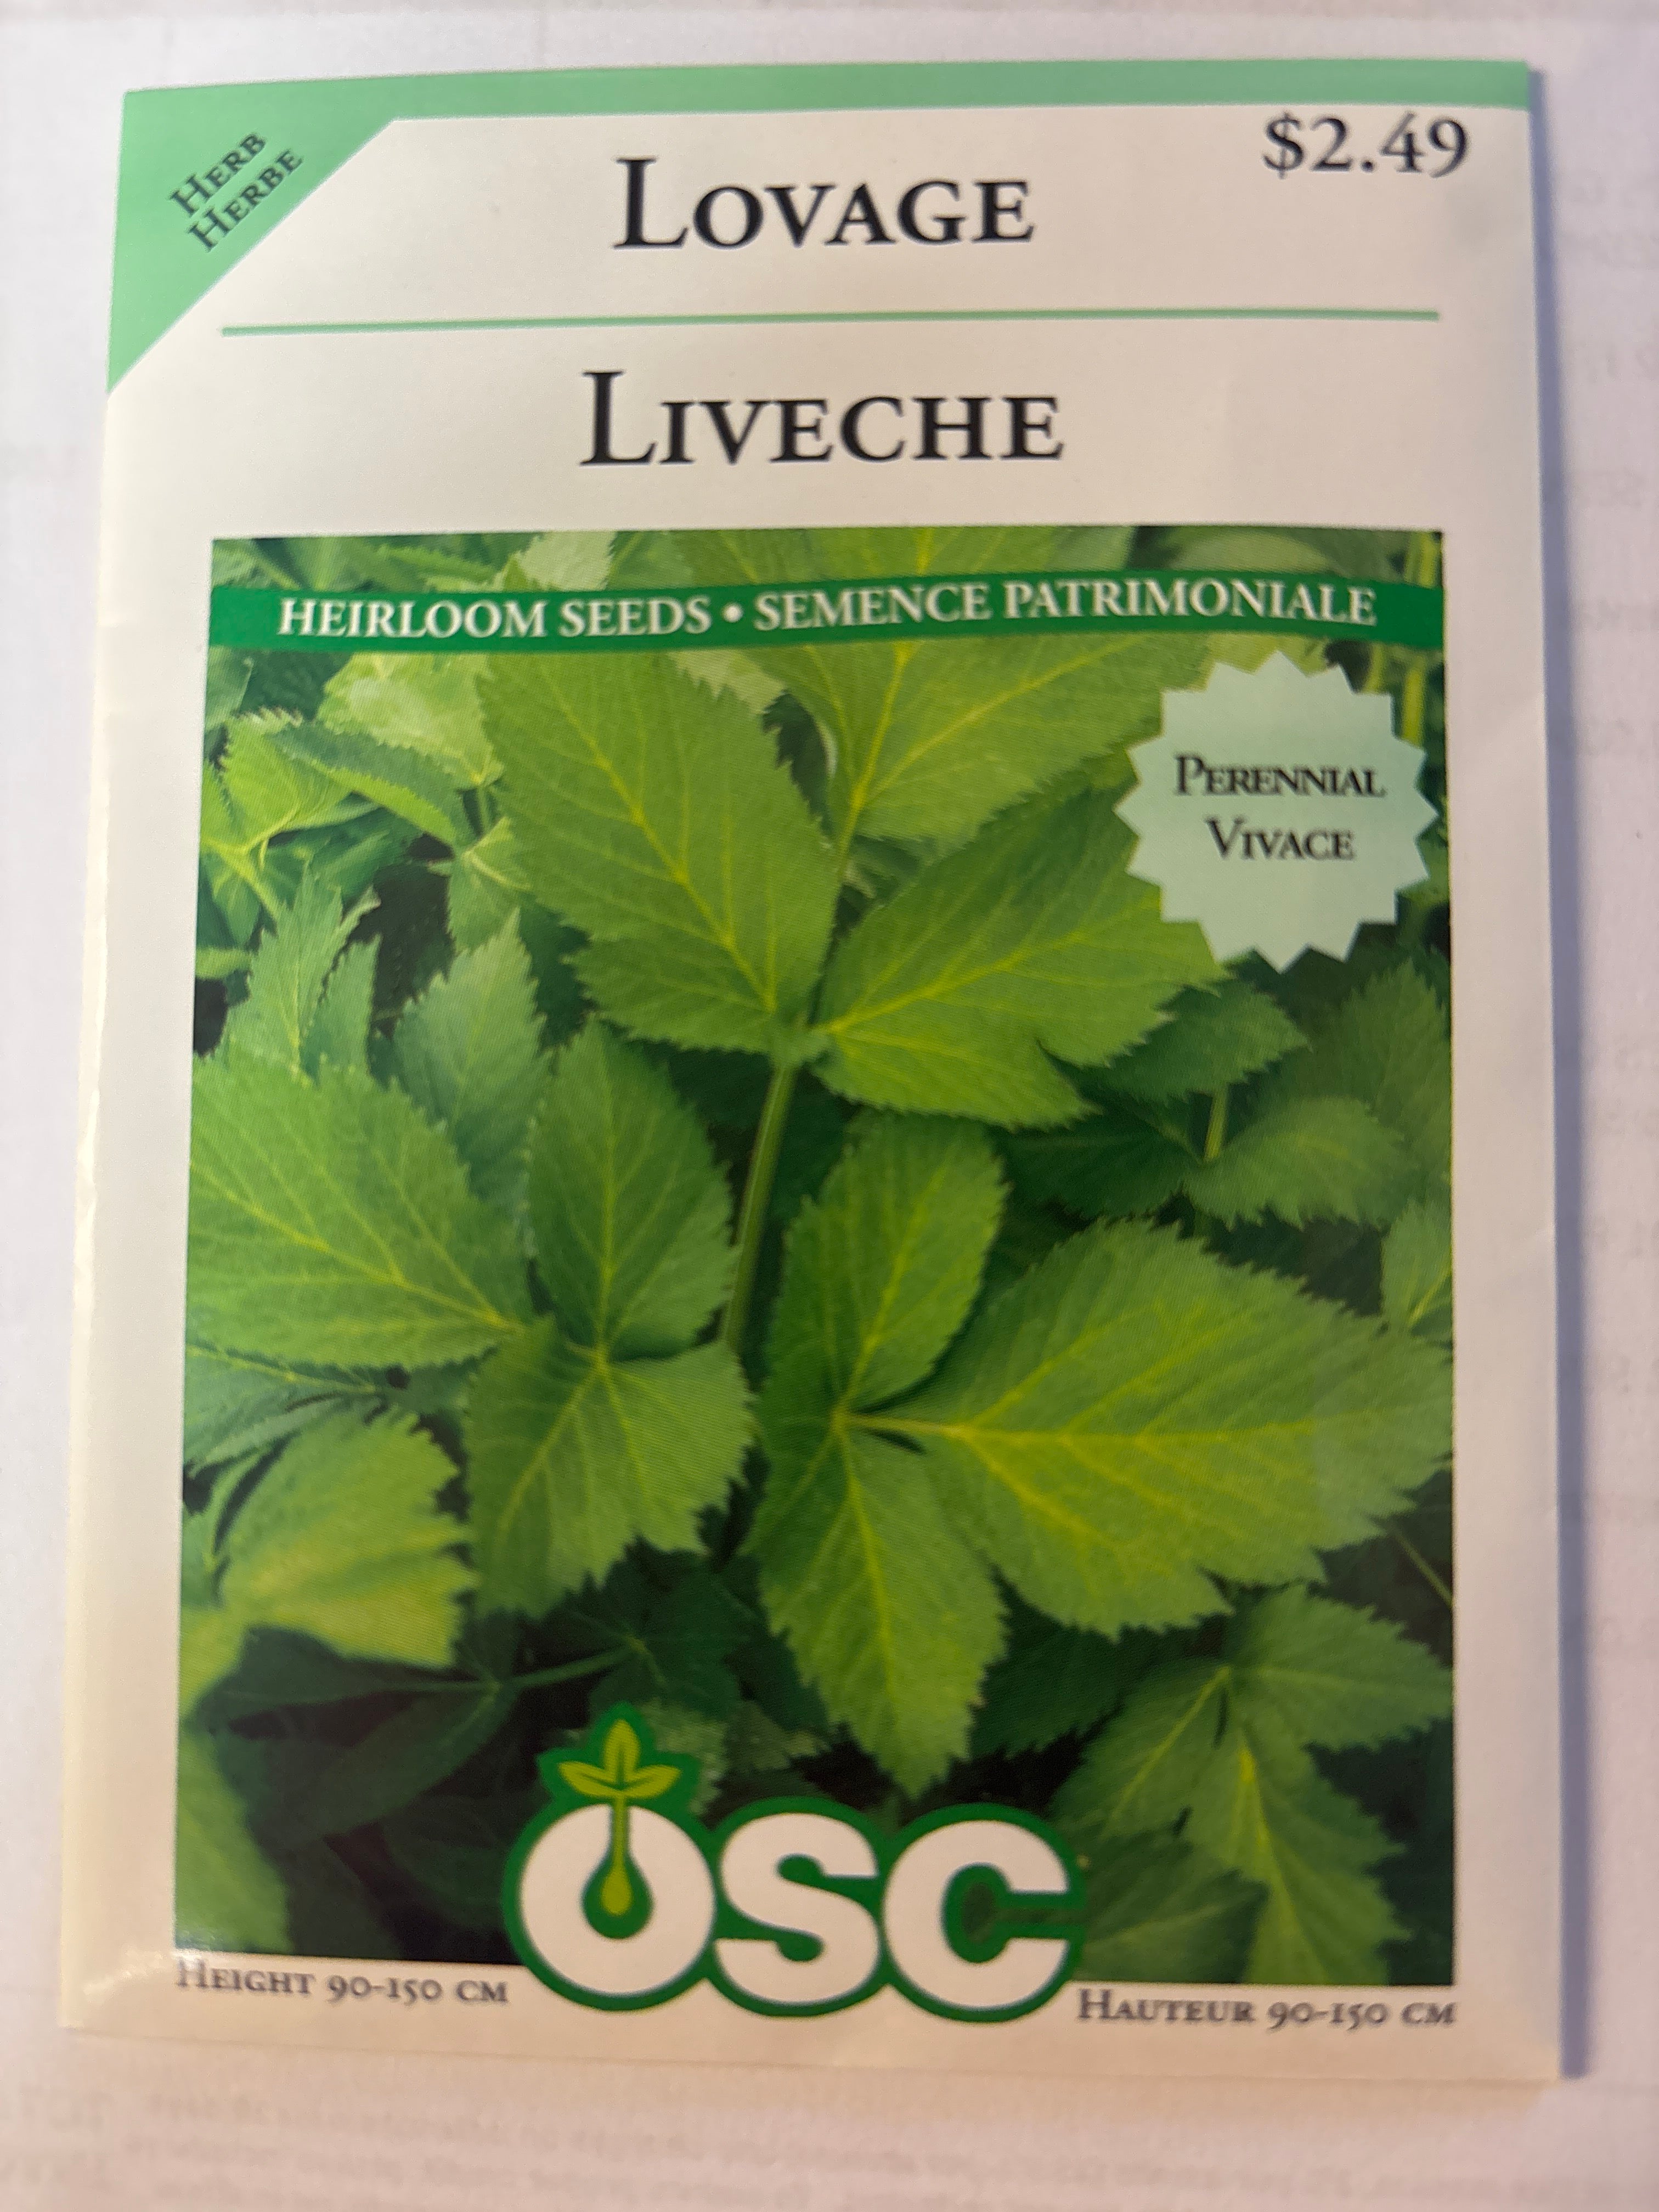 HERB
HERBE
$2.49
LOVAGE
LIVECHE
HEIRLOOM SEEDS • SEMENCE PATRIMONIALE
PERENNIAL
VIVACE
OSC
HEIGHT 90-150 CM
HAUTEUR 90-150 CM